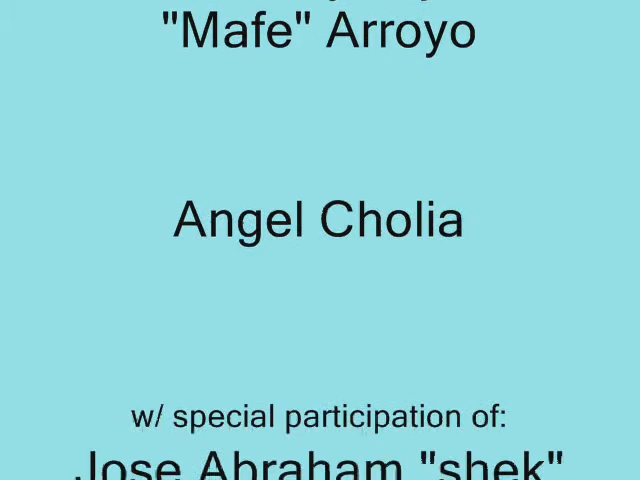 "Mafe" Arroyo
Angel Cholia
w/ special participation of:
Jose Abraham "shek"